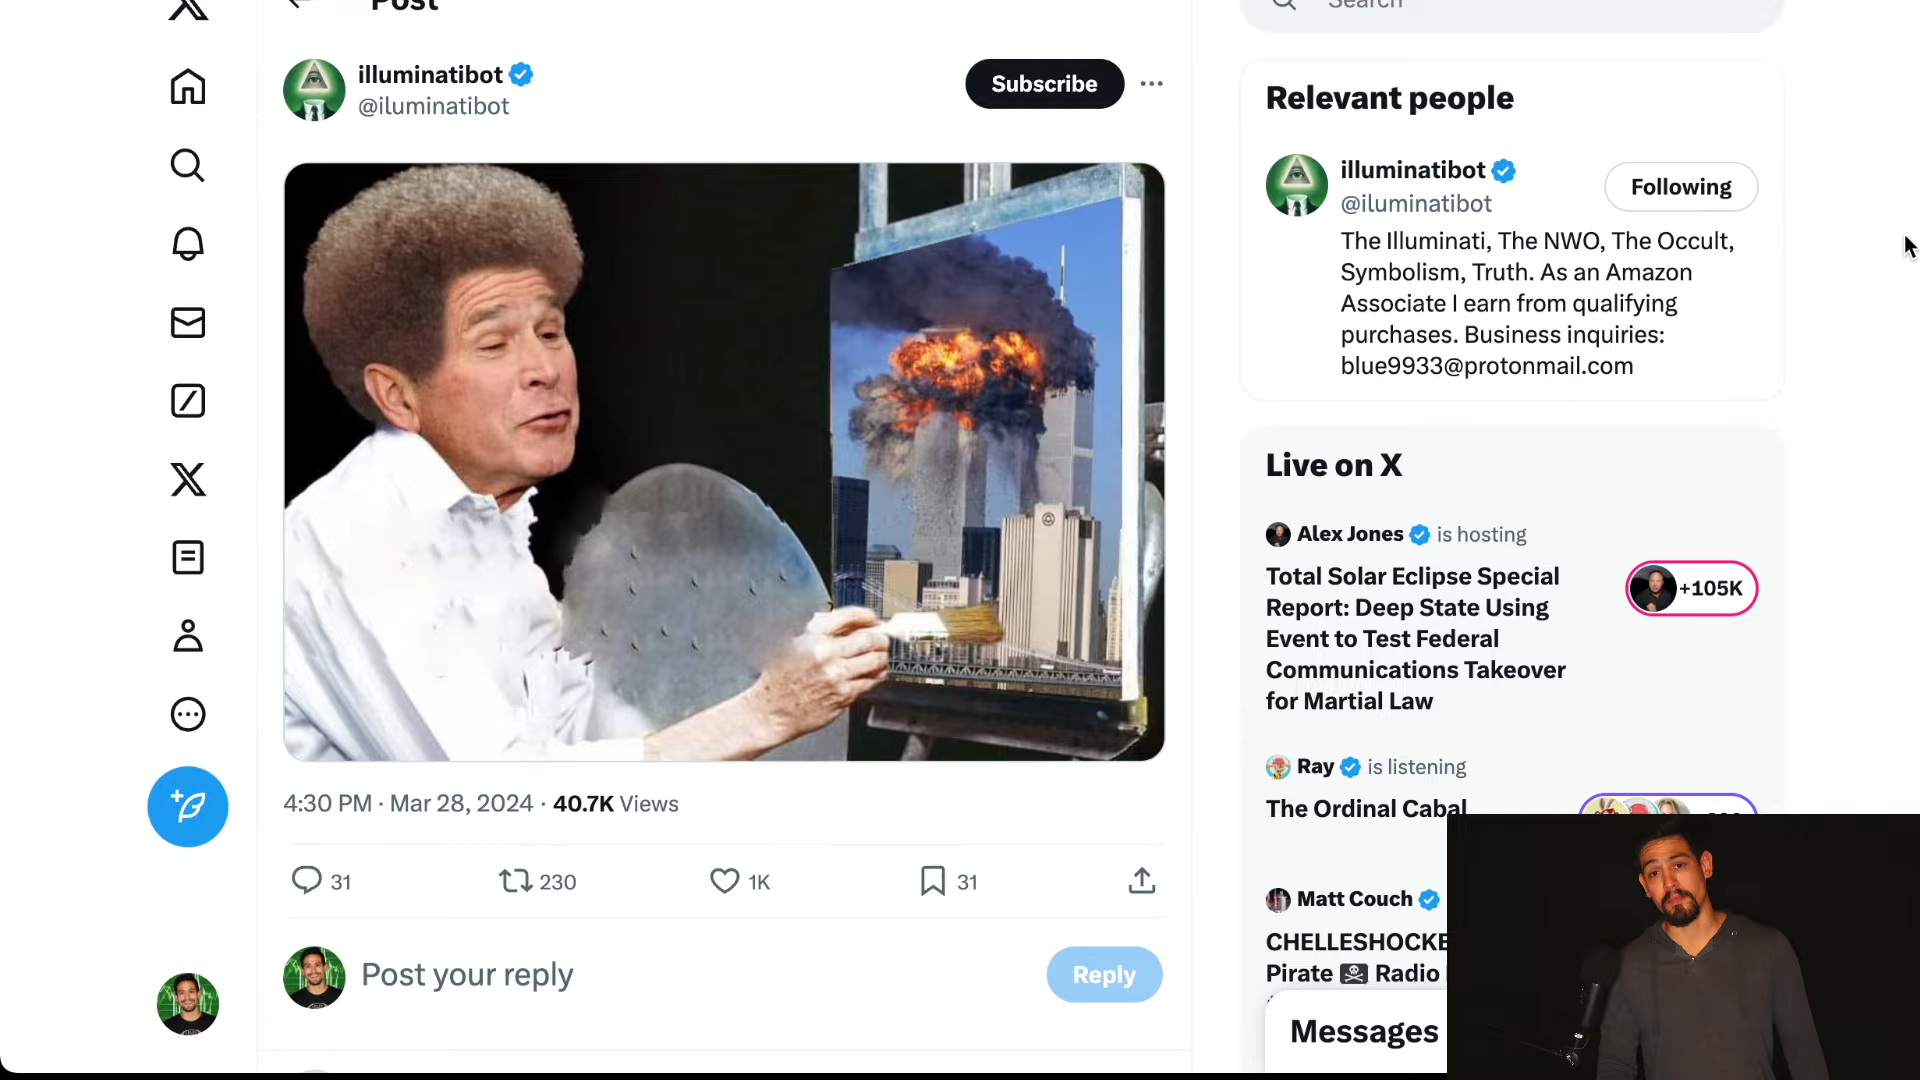 Post
Search
illuminatibot
@iluminatibot
Subscribe
Relevant people
illuminatibot
@iluminatibot
Following
The Illuminati, The NWO, The Occult,
Symbolism, Truth. As an Amazon
Associate I earn from qualifying
purchases. Business inquiries:
blue9933@protonmail.com
4:30 PM · Mar 28, 2024 · 40.7K Views
31
230
1K
31
Post your reply
Reply
Live on X
Alex Jones is hosting
Total Solar Eclipse Special
Report: Deep State Using
Event to Test Federal
Communications Takeover
for Martial Law
+105K
Ray is listening
The Ordinal Cabal
Matt Couch
CHELLESHOCKE
Pirate ☠ Radio
Messages